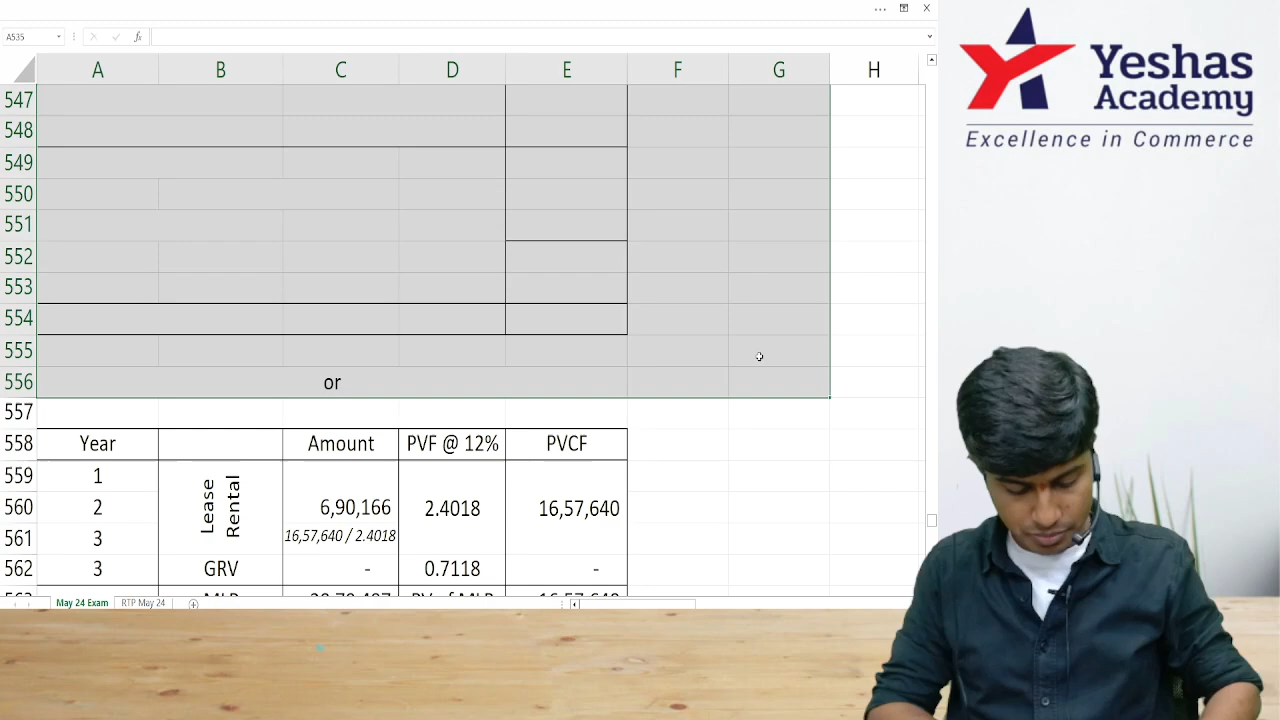 A535
fx
A B C D E F G H
547
548
549
550
551
552
553
554
555
556 or
557
558 Year Amount PVF @ 12% PVCF
559 1
Lease Rental
560 2 6,90,166 2.4018 16,57,640
561 3 16,57,640 / 2.4018
562 3 GRV - 0.7118 -
May 24 Exam RTP May 24
Yeshas
Academy
Excellence in Commerce